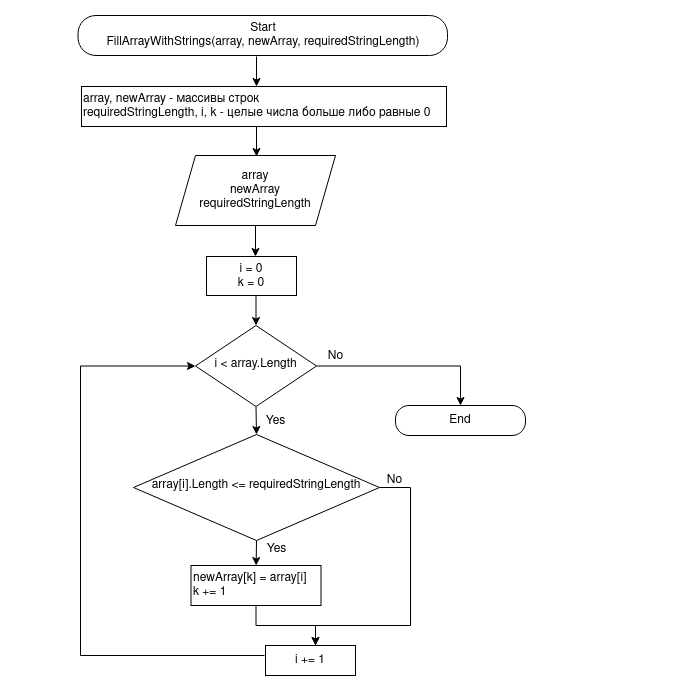 Start
FillArrayWithStrings(array, newArray, requiredStringLength)
array, newArray - массивы строк
requiredStringLength, i, k - целые числа больше либо равные 0
array
newArray
requiredStringLength
i = 0
k = 0
i < array.Length
No
End
Yes
array[i].Length <= requiredStringLength
No
Yes
newArray[k] = array[i]
k += 1
i += 1